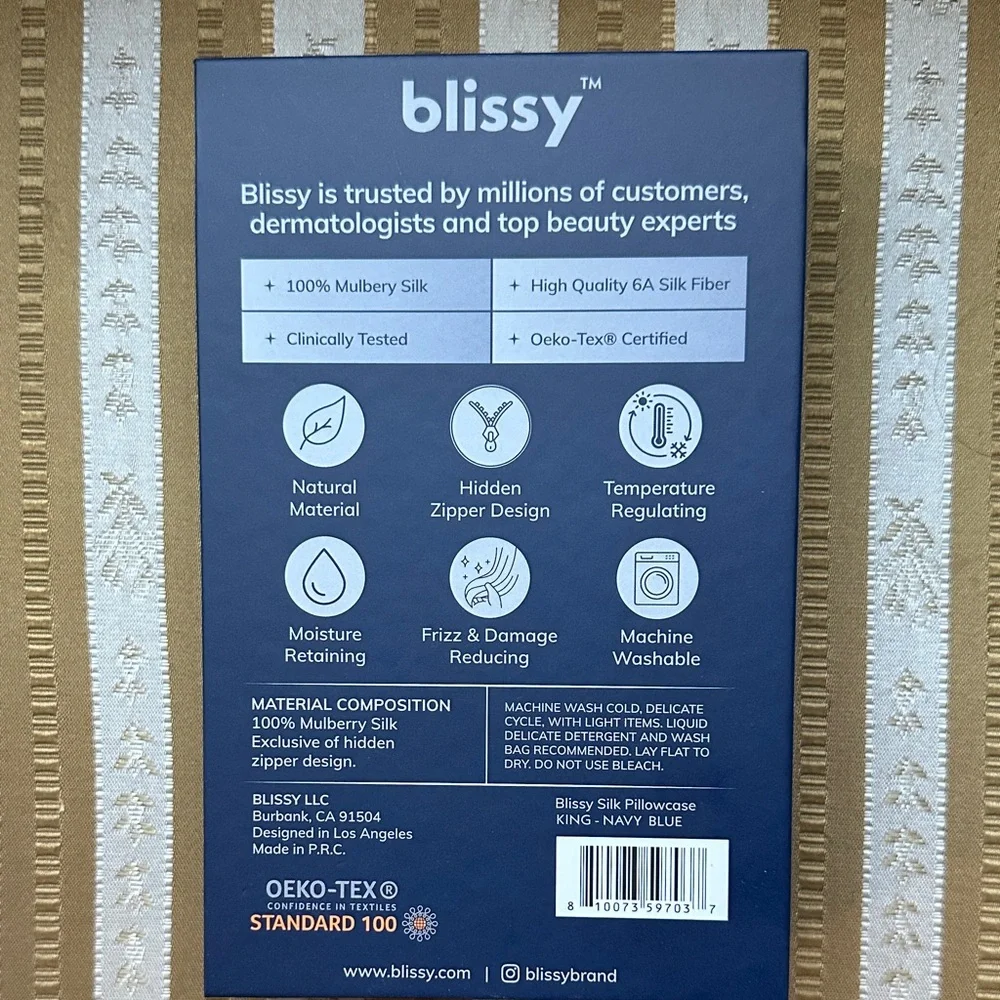 blissy™
Blissy is trusted by millions of customers,
dermatologists and top beauty experts
100% Mulbery Silk
High Quality 6A Silk Fiber
Clinically Tested
Oeko-Tex® Certified
Natural
Material
Hidden
Zipper Design
Temperature
Regulating
Moisture
Retaining
Frizz & Damage
Reducing
Machine
Washable
MATERIAL COMPOSITION
100% Mulberry Silk
Exclusive of hidden
zipper design.
MACHINE WASH COLD, DELICATE
CYCLE, WITH LIGHT ITEMS. LIQUID
DELICATE DETERGENT AND WASH
BAG RECOMMENDED. LAY FLAT TO
DRY. DO NOT USE BLEACH.
BLISSY LLC
Burbank, CA 91504
Designed in Los Angeles
Made in P.R.C.
Blissy Silk Pillowcase
KING - NAVY BLUE
8 10073 59703 7
OEKO-TEX®
CONFIDENCE IN TEXTILES
STANDARD 100
www.blissy.com | blissybrand